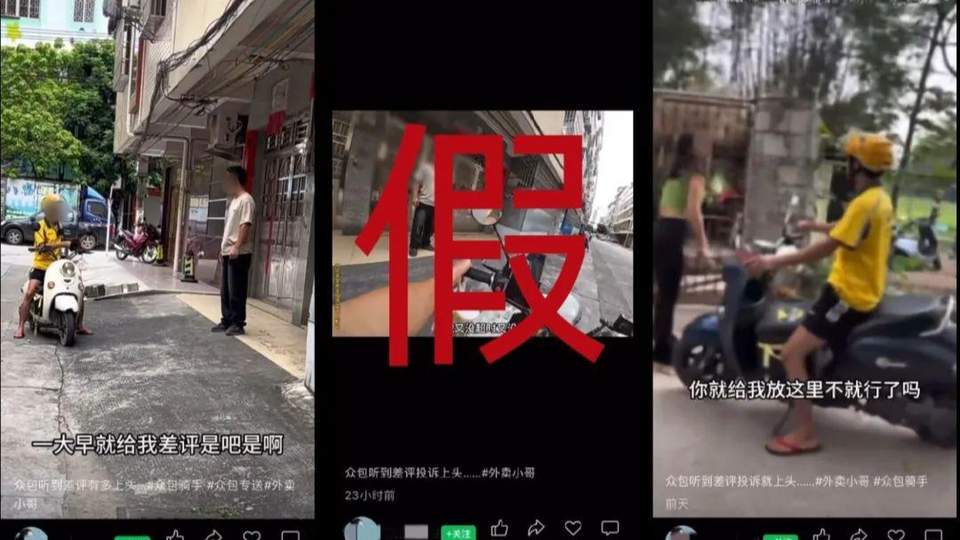 一大早就给我差评是吧是啊
众包听到差评有多上头...#众包骑手 #众包专送#外卖
小哥
假
众包听到差评投诉上头......#外卖小哥
23小时前
+关注
你就给我放这里不就行了吗
众包听到差评投诉就上头......#外卖小哥 #众包骑手
前天